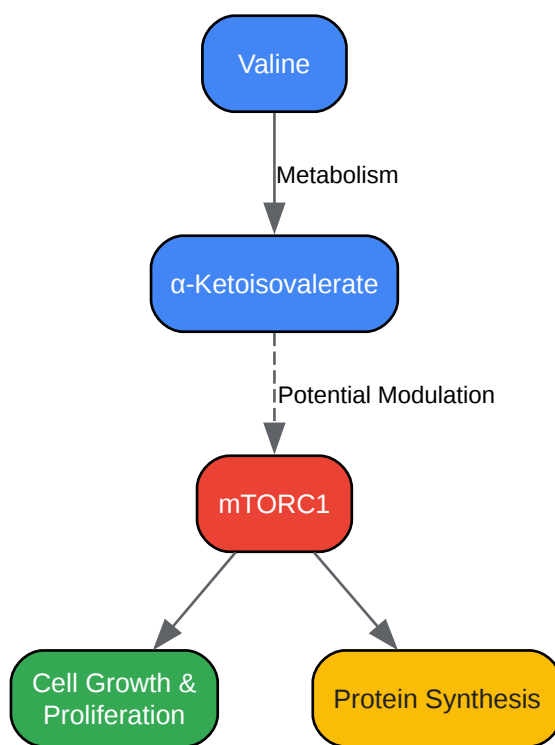 Valine
Metabolism
α-Ketoisovalerate
Potential Modulation
mTORC1
Cell Growth &
Proliferation
Protein Synthesis